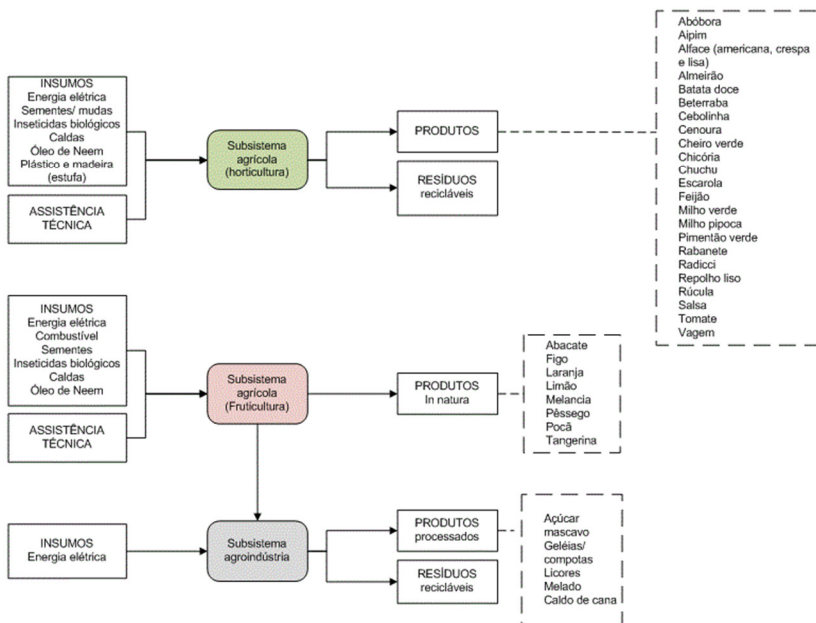 INSUMOS
Energia elétrica
Sementes/ mudas
Inseticidas biológicos
Caldas
Óleo de Neem
Plástico e madeira
(estufa)
ASSISTÊNCIA
TÉCNICA
Subsistema
agrícola
(horticultura)
PRODUTOS
RESÍDUOS
recicláveis
Abóbora
Aipim
Alface (americana, crespa
e lisa)
Almeirão
Batata doce
Beterraba
Cebolinha
Cenoura
Cheiro verde
Chicória
Chuchu
Escarola
Feijão
Milho verde
Milho pipoca
Pimentão verde
Rabanete
Radicci
Repolho liso
Rúcula
Salsa
Tomate
Vagem
INSUMOS
Energia elétrica
Combustível
Sementes
Inseticidas biológicos
Caldas
Óleo de Neem
ASSISTÊNCIA
TÉCNICA
Subsistema
agrícola
(Fruticultura)
PRODUTOS
In natura
Abacate
Figo
Laranja
Limão
Melancia
Pêssego
Pocã
Tangerina
INSUMOS
Energia elétrica
Subsistema
agroindústria
PRODUTOS
processados
RESÍDUOS
recicláveis
Açúcar
mascavo
Geléias/
compotas
Licores
Melado
Caldo de cana